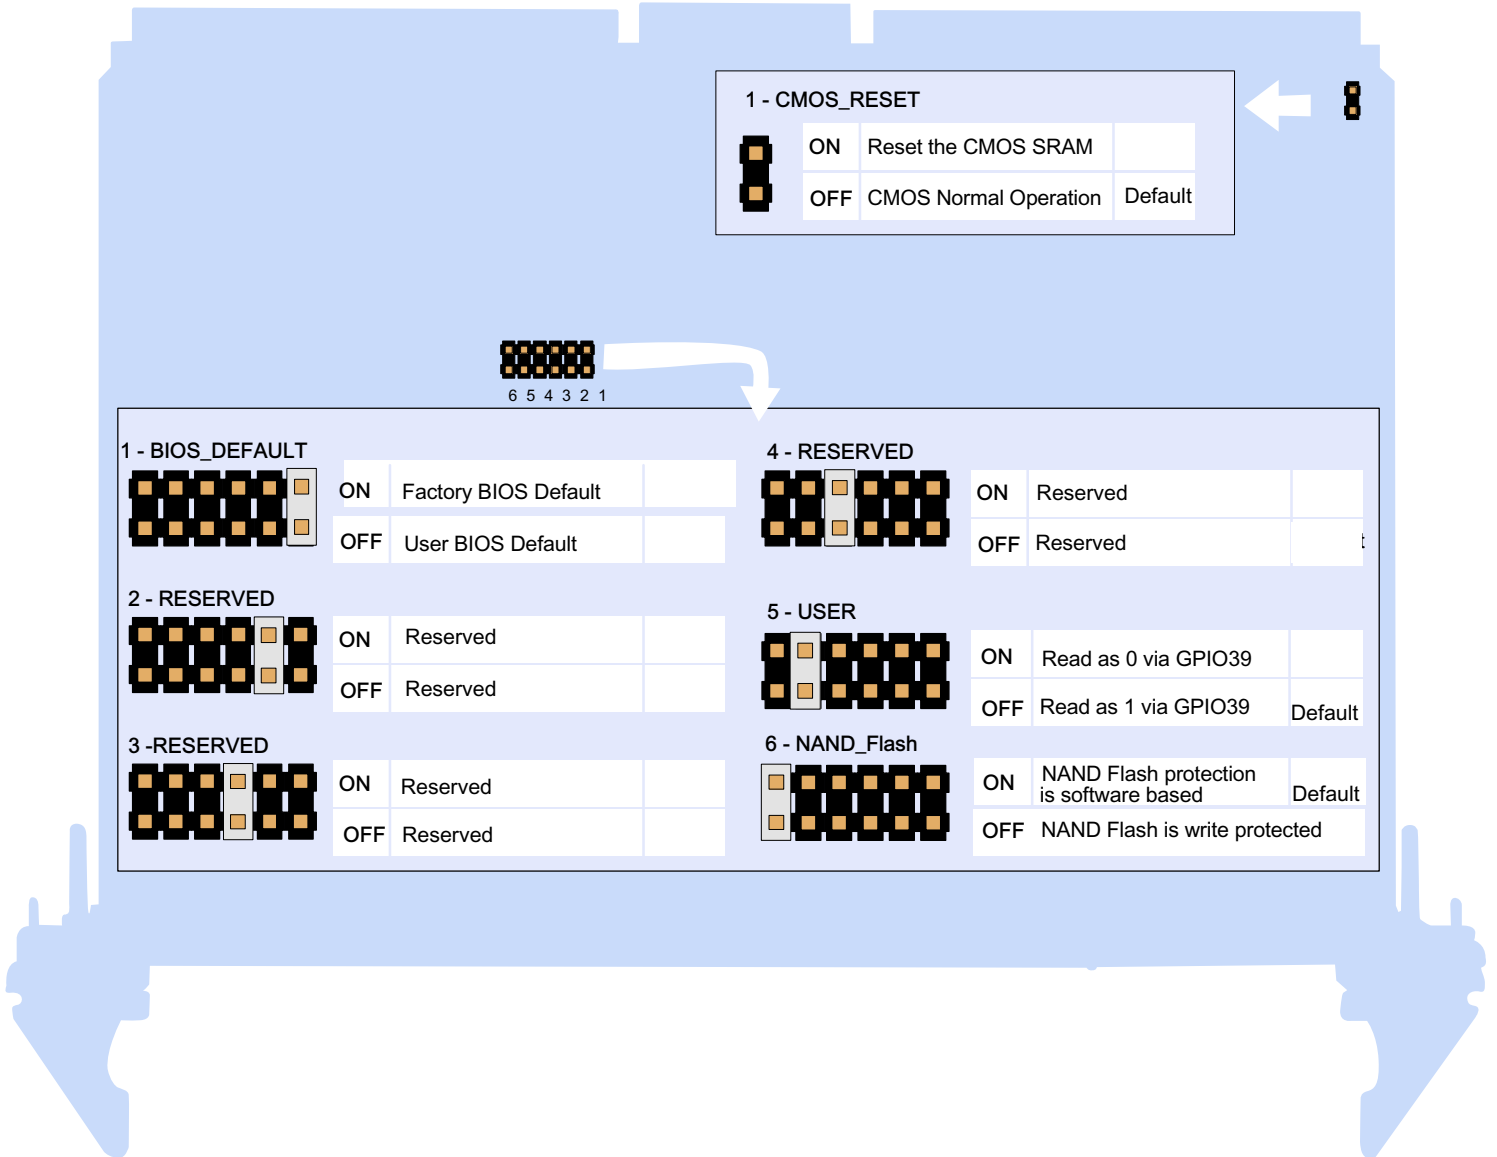 1 - CMOS_RESET
ON Reset the CMOS SRAM
OFF CMOS Normal Operation Default
6 5 4 3 2 1
1 - BIOS_DEFAULT
ON Factory BIOS Default
OFF User BIOS Default
2 - RESERVED
ON Reserved
OFF Reserved
3 -RESERVED
ON Reserved
OFF Reserved
4 - RESERVED
ON Reserved
OFF Reserved
5 - USER
ON Read as 0 via GPIO39
OFF Read as 1 via GPIO39 Default
6 - NAND_Flash
ON NAND Flash protection
is software based Default
OFF NAND Flash is write protected